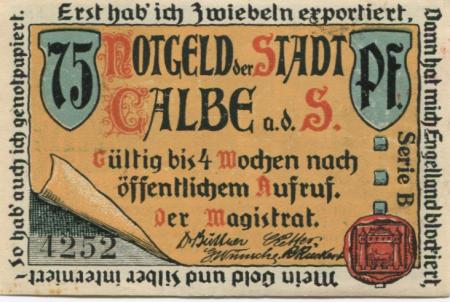 Erst hab' ich Zwiebeln exportiert,
Dann hat mich Engelland blockiert,
Mein Gold und Silber interniert
- So hab' auch ich genotpapiert.
75
NOTGELD der STADT
Pf.
CALBE a.d. S.
Gültig bis 4 Wochen nach
öffentlichem Aufruf.
Der Magistrat.
Serie B
4252